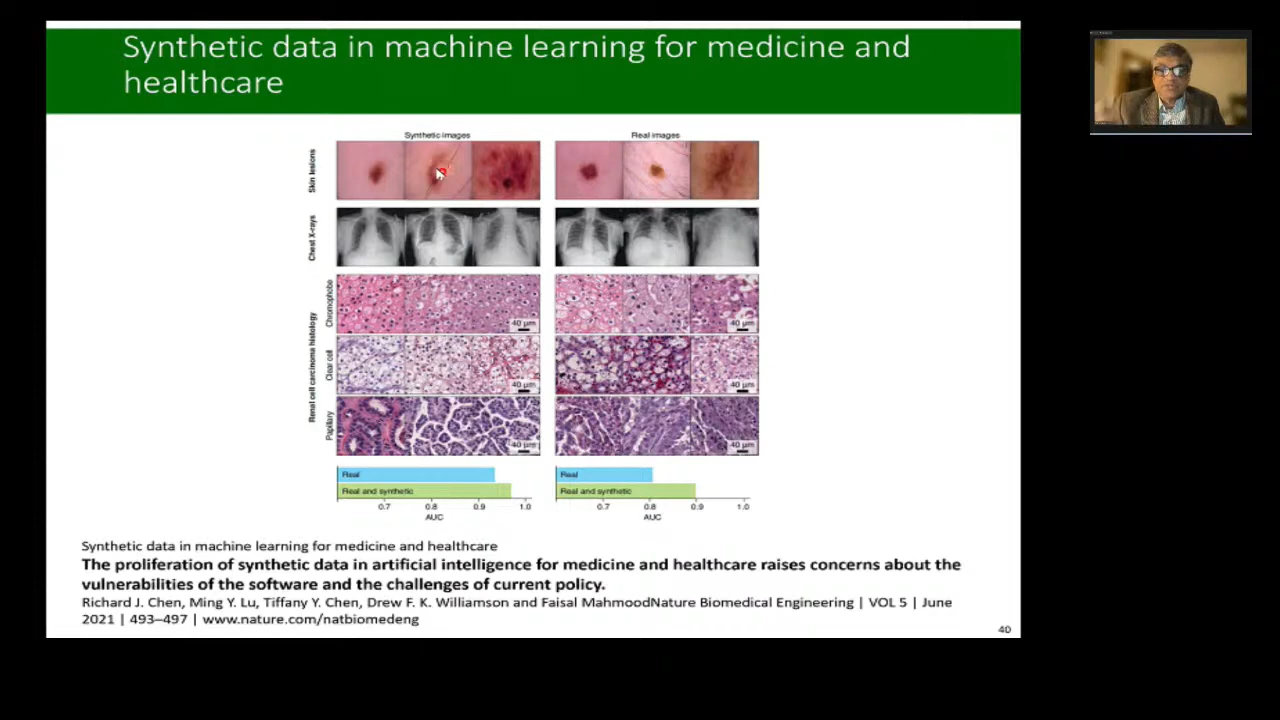 Synthetic data in machine learning for medicine and
healthcare
Synthetic images
Real images
Skin lesions
Chest X-rays
Renal cell carcinoma histology
Chromophobe
40 µm
40 µm
Clear cell
40 µm
40 µm
Papillary
40 µm
40 µm
Real
Real and synthetic
0.7 0.8 0.9 1.0
AUC
Real
Real and synthetic
0.7 0.8 0.9 1.0
AUC
Synthetic data in machine learning for medicine and healthcare
The proliferation of synthetic data in artificial intelligence for medicine and healthcare raises concerns about the
vulnerabilities of the software and the challenges of current policy.
Richard J. Chen, Ming Y. Lu, Tiffany Y. Chen, Drew F. K. Williamson and Faisal MahmoodNature Biomedical Engineering | VOL 5 | June
2021 | 493–497 | www.nature.com/natbiomedeng
40